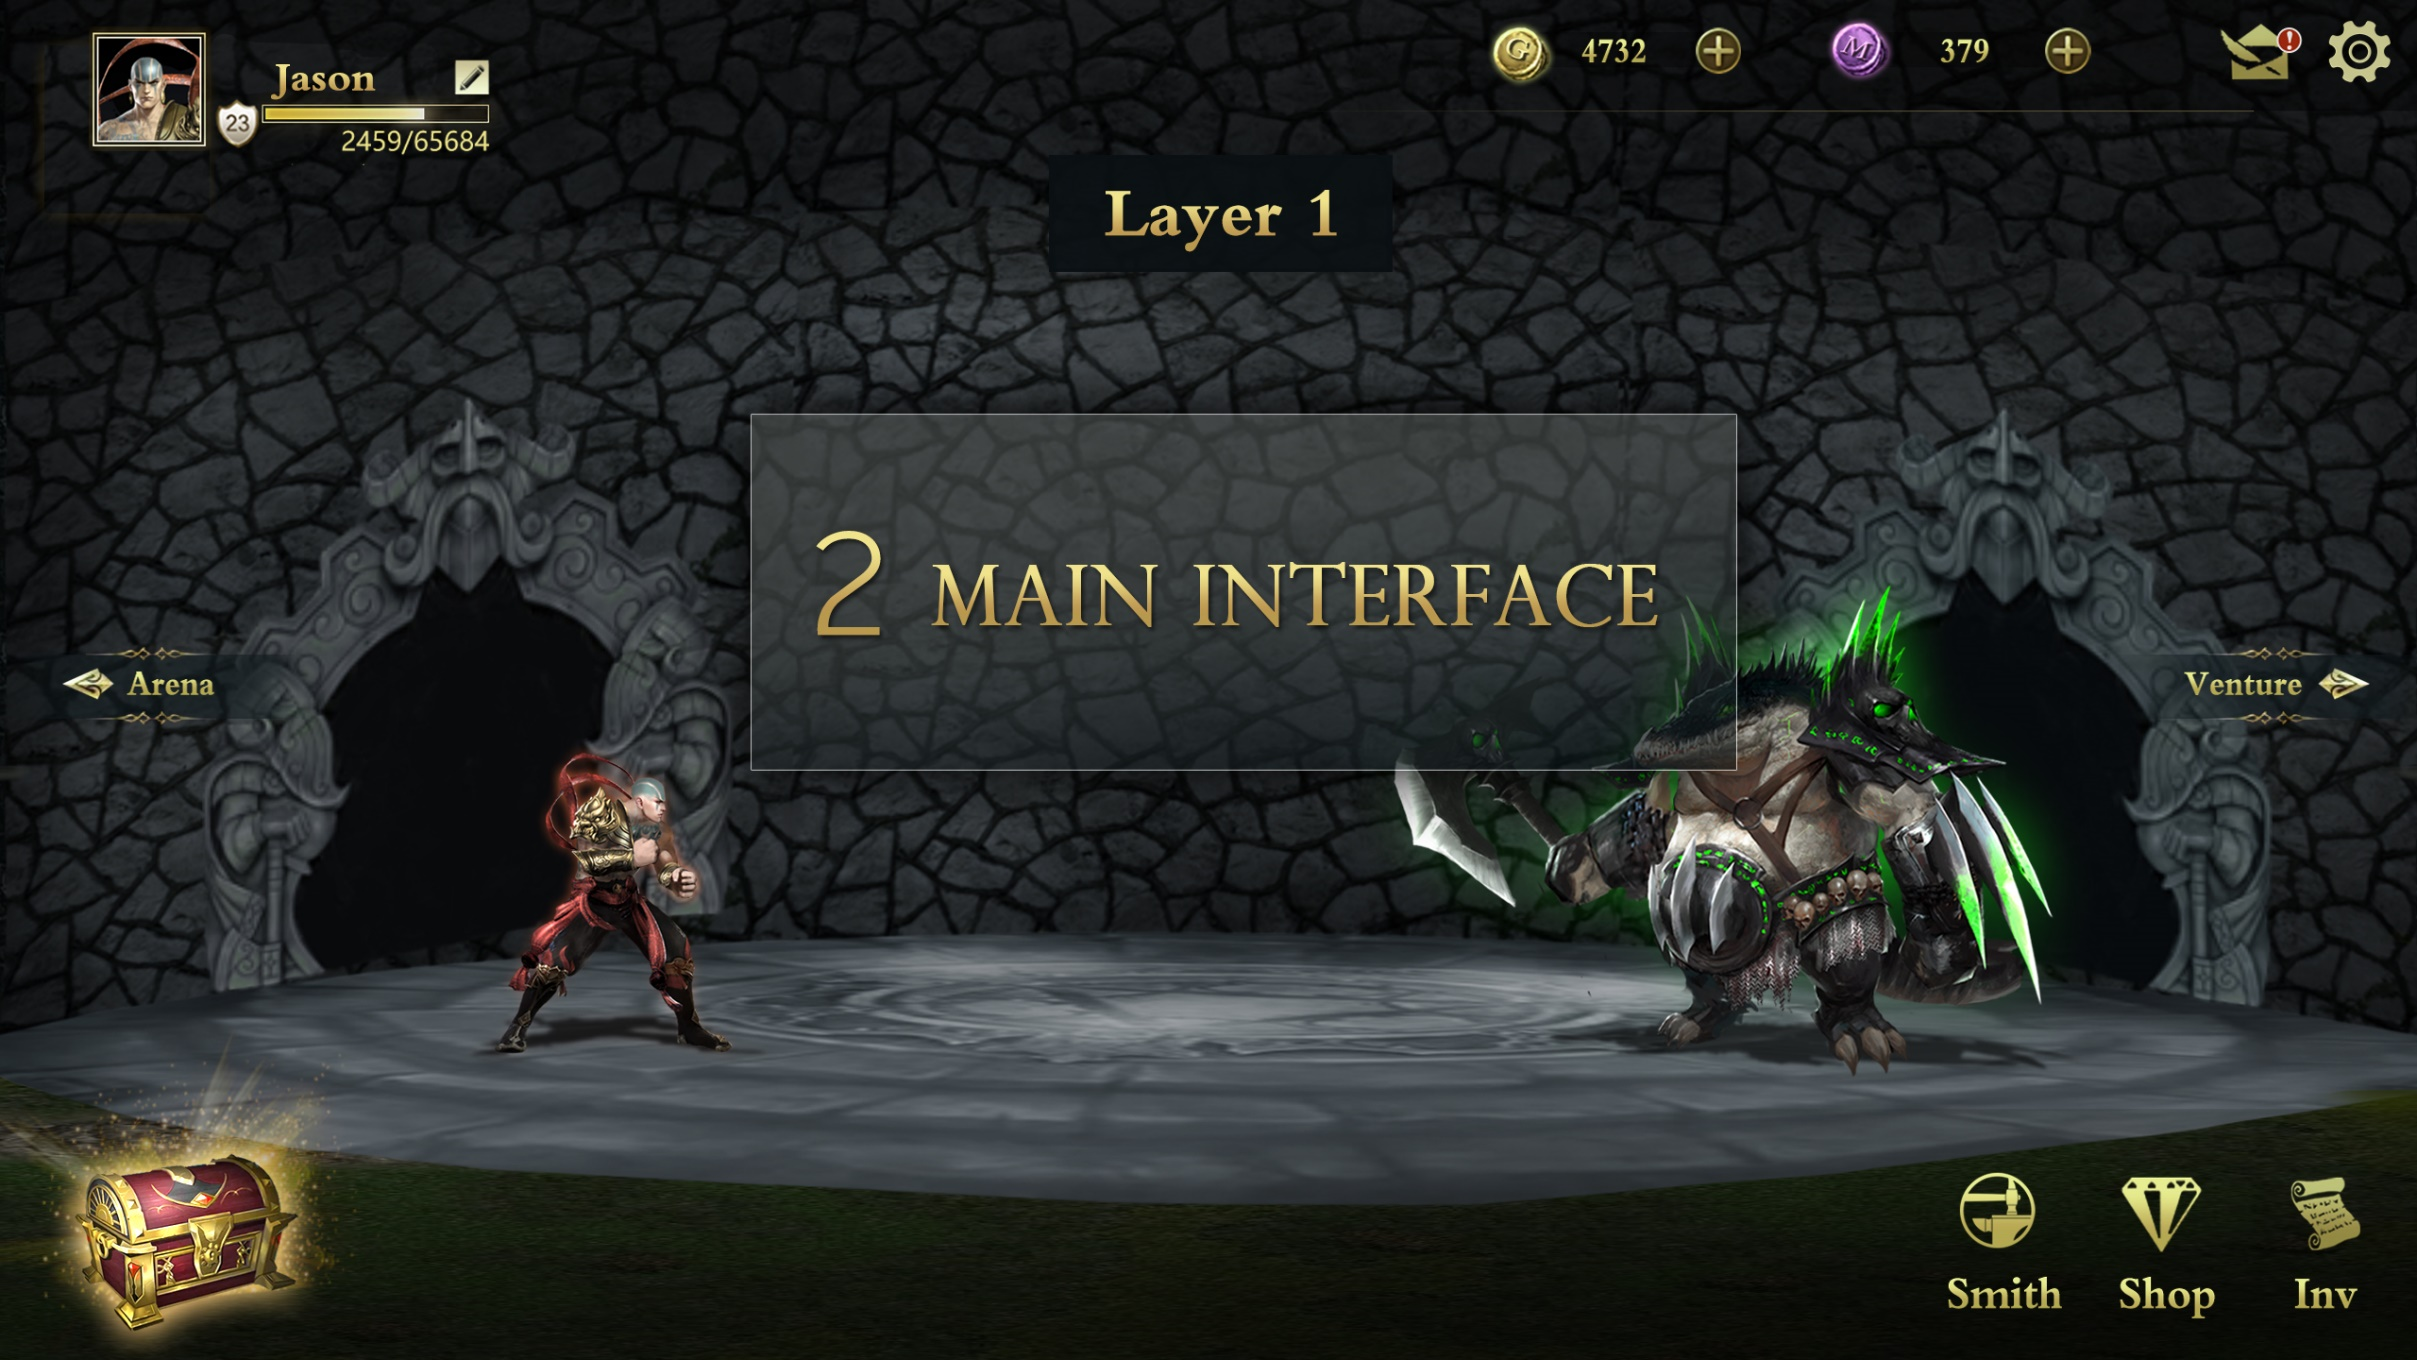 Jason
23
2459/65684
G
4732
M
379
!
Layer 1
2 MAIN INTERFACE
Arena
Venture
Smith
Shop
Inv